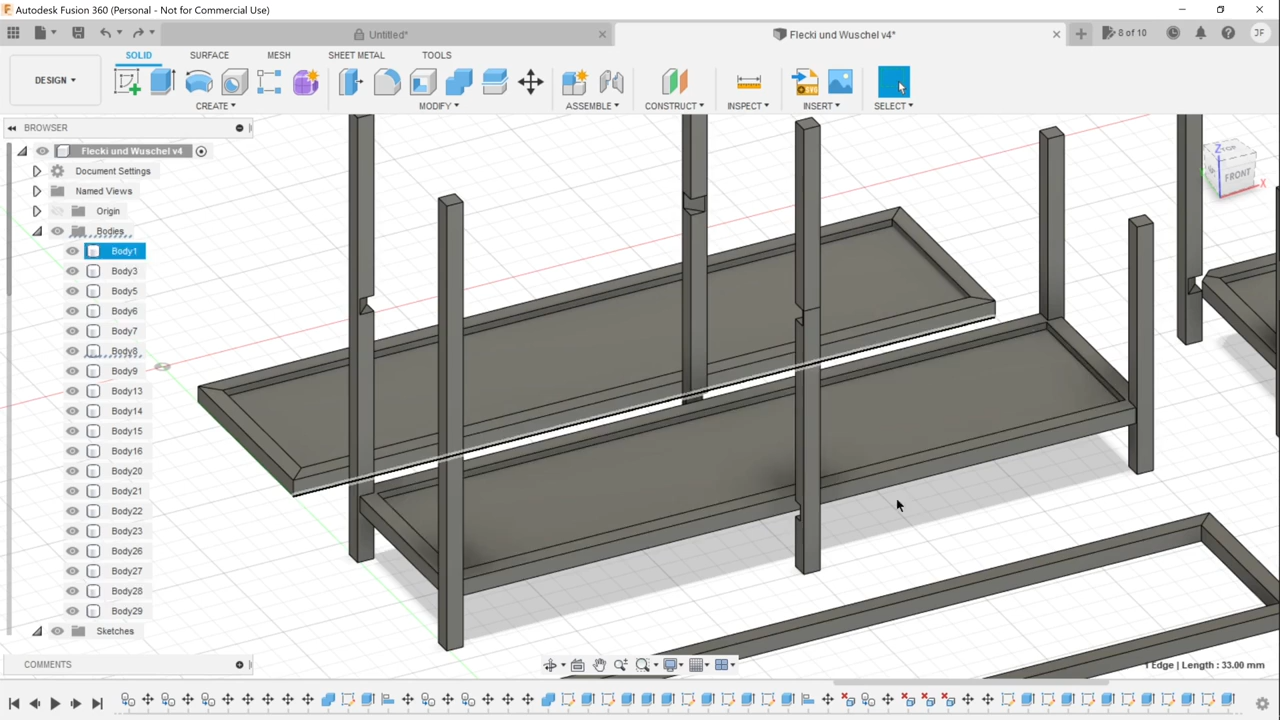 Autodesk Fusion 360 (Personal - Not for Commercial Use)
Untitled*
Flecki und Wuschel v4*
8 of 10
JF
SOLID
SURFACE
MESH
SHEET METAL
TOOLS
DESIGN
CREATE
MODIFY
ASSEMBLE
CONSTRUCT
INSPECT
INSERT
SELECT
BROWSER
Flecki und Wuschel v4
Document Settings
Named Views
Origin
Bodies
Body1
Body3
Body5
Body6
Body7
Body8
Body9
Body13
Body14
Body15
Body16
Body20
Body21
Body22
Body23
Body26
Body27
Body28
Body29
Sketches
Z
TOP
FRONT
X
COMMENTS
1 Edge | Length : 33.00 mm